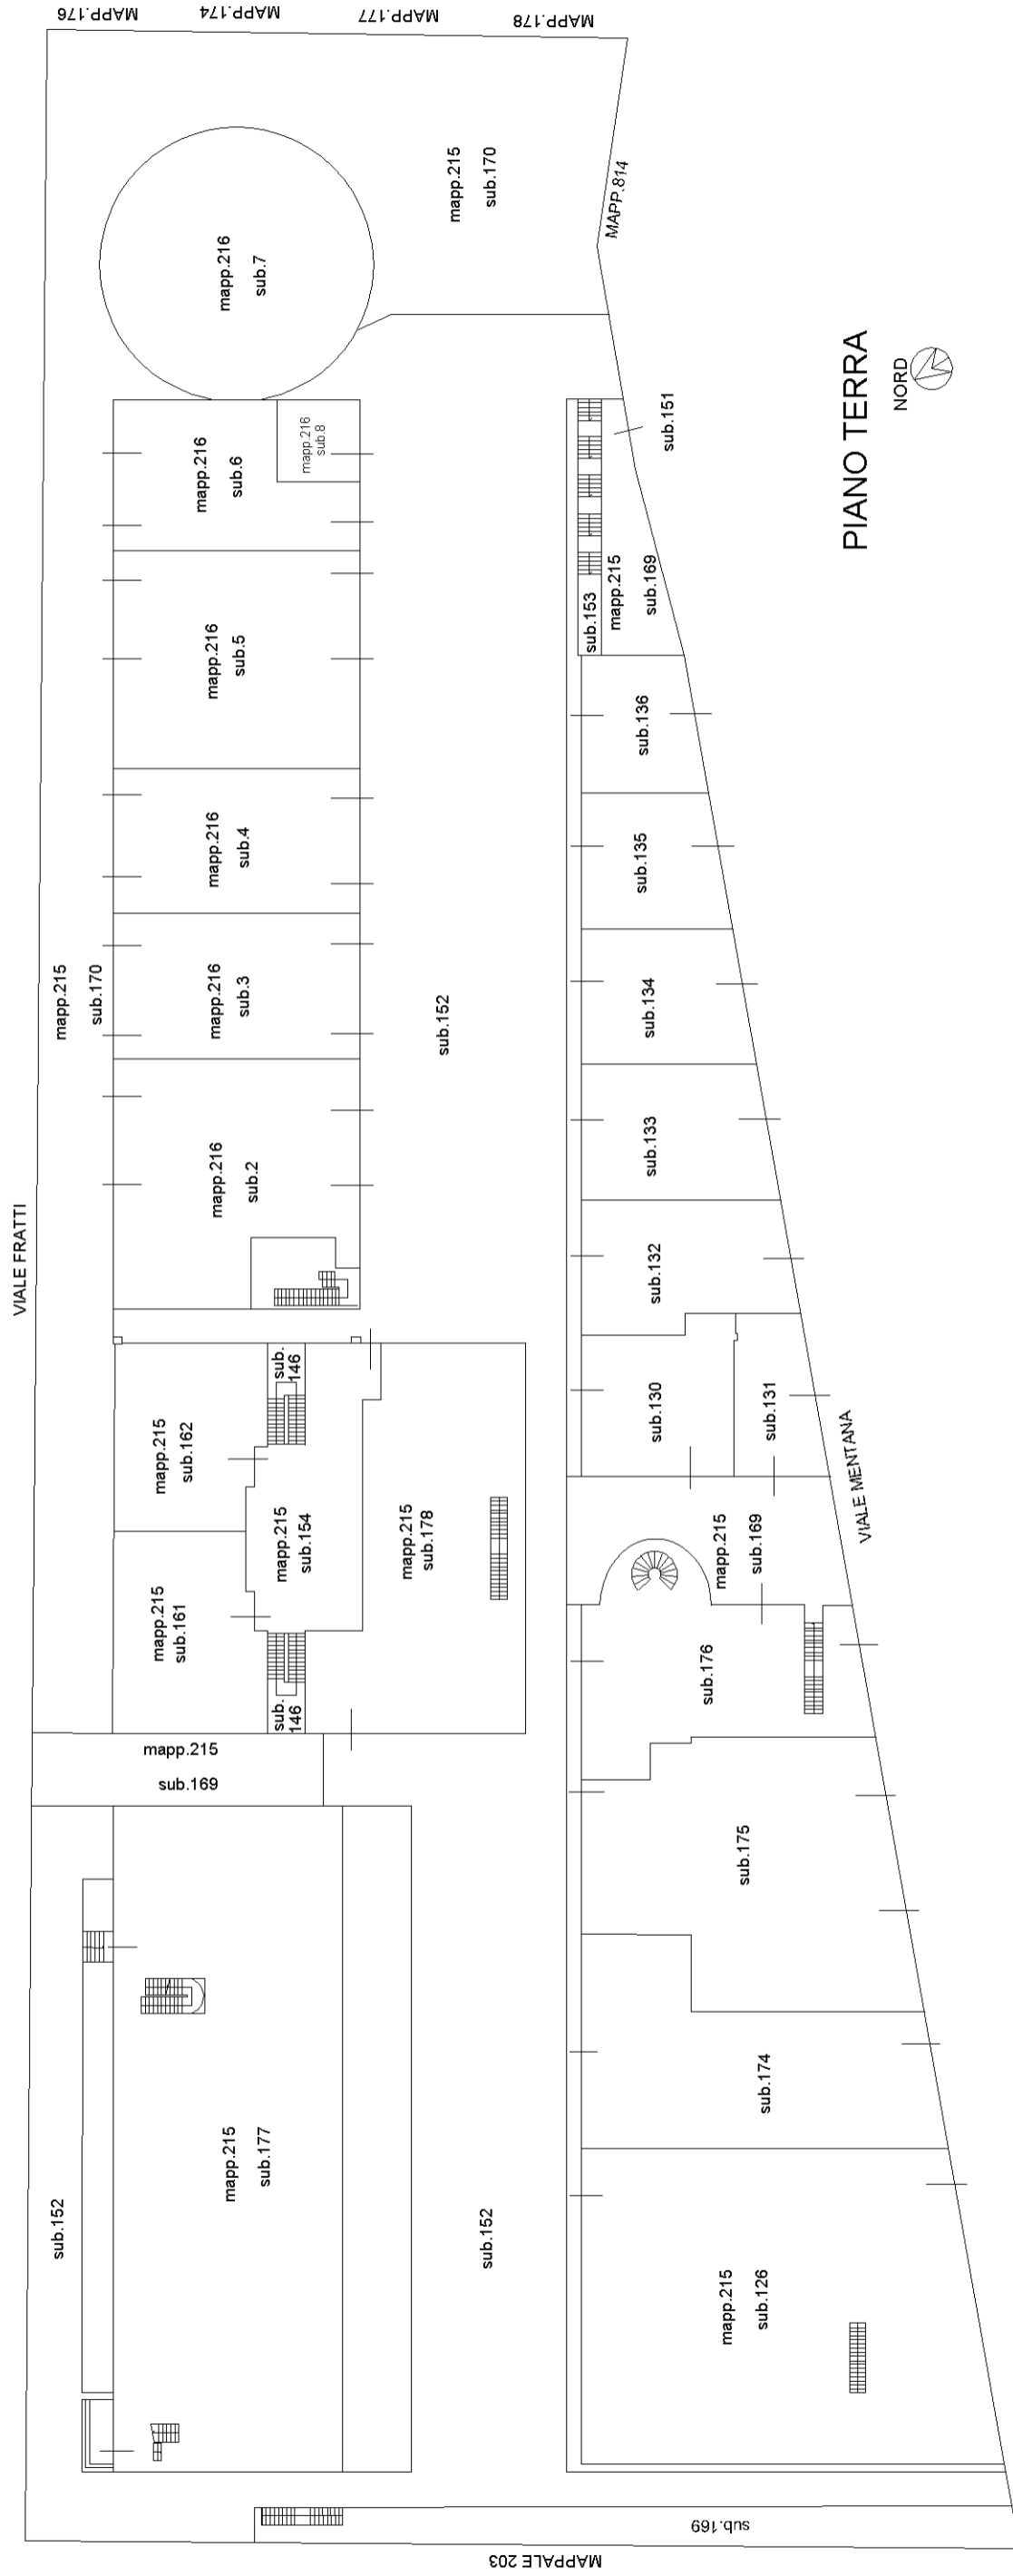 MAPP.176
MAPP.174
MAPP.177
MAPP.178
mapp.215
sub.170
MAPP.814
mapp.216
sub.7
PIANO TERRA
NORD
mapp.216
sub.6
mapp.216
sub.8
sub.151
mapp.216
sub.5
sub.153
mapp.215
sub.169
sub.136
mapp.216
sub.4
sub.135
mapp.215
sub.170
mapp.216
sub.3
sub.152
sub.134
VIALE FRATTI
mapp.216
sub.2
sub.133
sub.132
sub.
146
mapp.215
sub.162
sub.130
sub.131
VIALE MENTANA
mapp.215
sub.154
mapp.215
sub.178
mapp.215
sub.169
mapp.215
sub.161
sub.
146
sub.176
mapp.215
sub.169
sub.175
sub.174
mapp.215
sub.177
sub.152
sub.152
mapp.215
sub.126
sub.169
MAPPALE 203